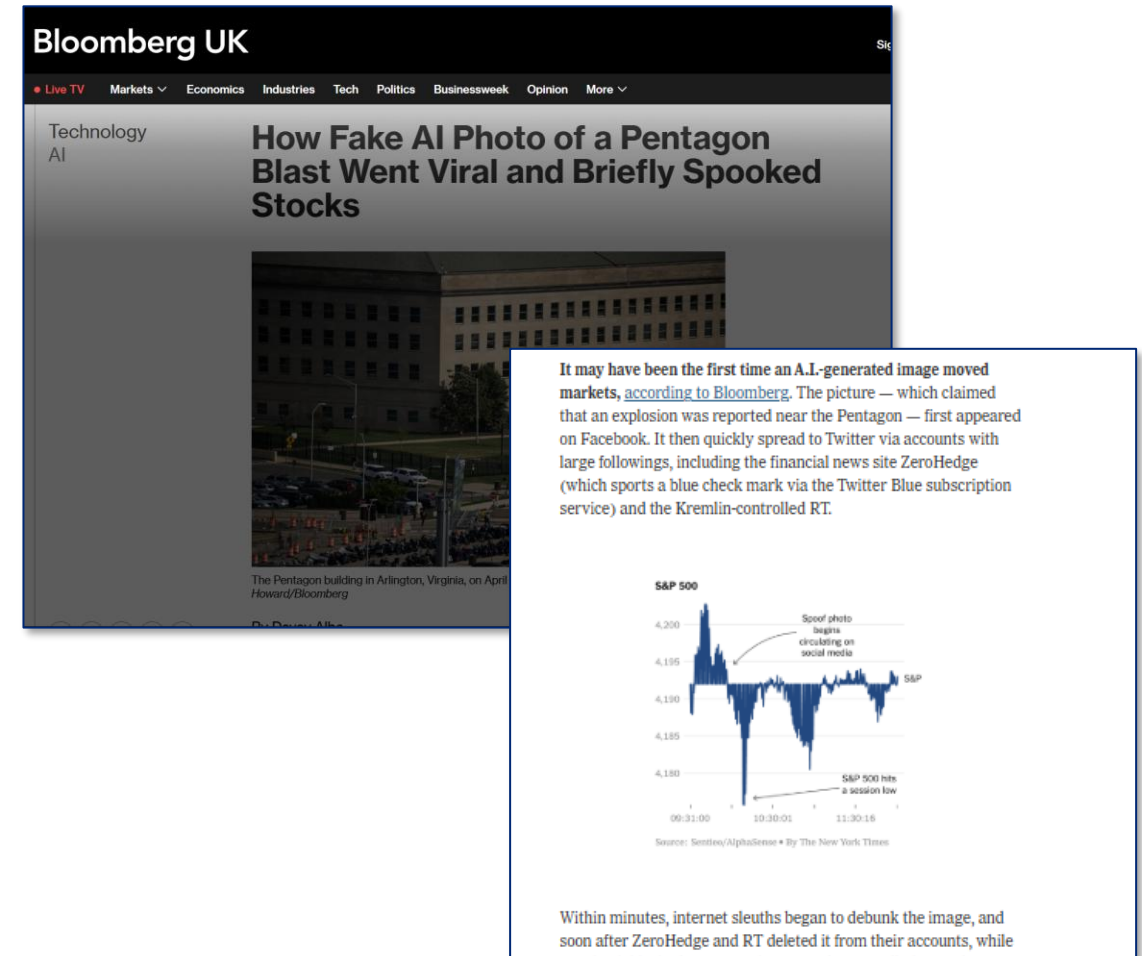 Bloomberg UK
Live TV Markets Economics Industries Tech Politics Businessweek Opinion More
Technology
AI
How Fake AI Photo of a Pentagon
Blast Went Viral and Briefly Spooked
Stocks
The Pentagon building in Arlington, Virginia, on April
Howard/Bloomberg
It may have been the first time an A.I.-generated image moved
markets, according to Bloomberg. The picture — which claimed
that an explosion was reported near the Pentagon — first appeared
on Facebook. It then quickly spread to Twitter via accounts with
large followings, including the financial news site ZeroHedge
(which sports a blue check mark via the Twitter Blue subscription
service) and the Kremlin-controlled RT.
S&P 500
4,200
4,195
4,190
4,185
4,180
Spoof photo
begins
circulating on
social media
S&P
S&P 500 hits
a session low
09:31:00 10:30:01 11:30:16
Source: Sentieo/AlphaSense • By The New York Times
Within minutes, internet sleuths began to debunk the image, and
soon after ZeroHedge and RT deleted it from their accounts, while